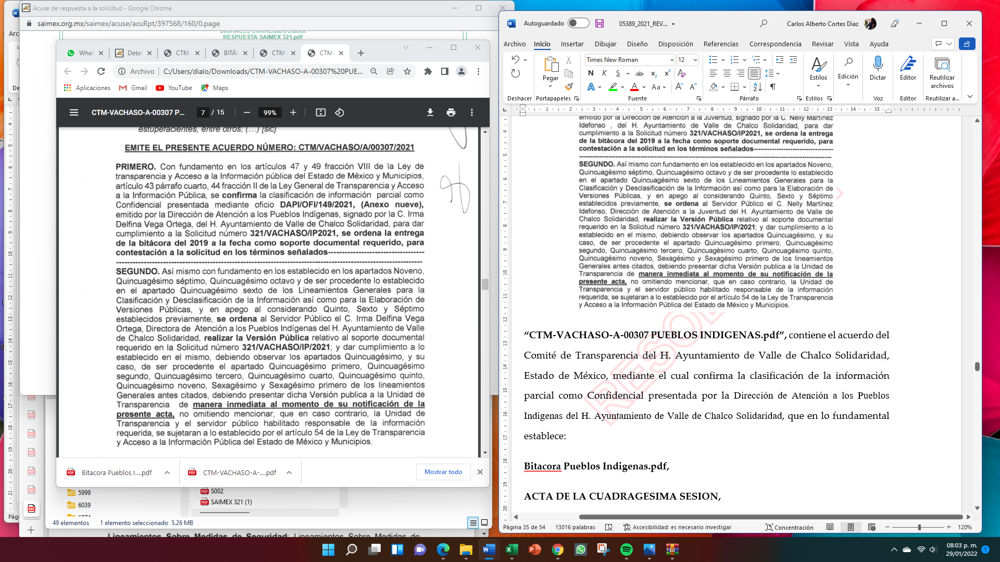 Acuse de respuesta a la solicitud - Google Chrome
saimex.org.mx/saimex/acuse/acuRpt/397568/160/0.page
DIGITALES CORREGIDOS.docx
RESPUESTA SAIMEX 321.pdf
What
Detal
CTM-
BITÁC
CTM-
CTM-
Archivo
C:/Users/dialo/Downloads/CTM-VACHASO-A-00307%20PUE...
Aplicaciones
Gmail
YouTube
Maps
CTM-VACHASO-A-00307 P...
7 / 15
99%
estupefacientes, entre otros; (…) [sic]
EMITE EL PRESENTE ACUERDO NÚMERO: CTM/VACHASO/A/00307/2021
PRIMERO. Con fundamento en los artículos 47 y 49 fracción VIII de la Ley de
transparencia y Acceso a la Información pública del Estado de México y Municipios,
artículo 43 párrafo cuarto, 44 fracción II de la Ley General de Transparencia y Acceso
a la Información Pública, se confirma la clasificación de información parcial como
Confidencial presentada mediante oficio DAPI/OFI/149/2021, (Anexo nueve),
emitido por la Dirección de Atención a los Pueblos Indígenas, signado por la C. Irma
Delfina Vega Ortega, del H. Ayuntamiento de Valle de Chalco Solidaridad, para dar
cumplimiento a la Solicitud número 321/VACHASO/IP2021, se ordena la entrega
de la bitácora del 2019 a la fecha como soporte documental requerido, para
contestación a la solicitud en los términos señalados-----------------------------------
SEGUNDO. Así mismo con fundamento en los establecido en los apartados Noveno,
Quincuagésimo séptimo, Quincuagésimo octavo y de ser procedente lo establecido
en el apartado Quincuagésimo sexto de los Lineamientos Generales para la
Clasificación y Desclasificación de la Información así como para la Elaboración de
Versiones Públicas, y en apego al considerando Quinto, Sexto y Séptimo
establecidos previamente, se ordena al Servidor Público el C. Irma Delfina Vega
Ortega, Directora de Atención a los Pueblos Indígenas del H. Ayuntamiento de Valle
de Chalco Solidaridad, realizar la Versión Pública relativo al soporte documental
requerido en la Solicitud número 321/VACHASO/IP/2021; y dar cumplimiento a lo
establecido en el mismo, debiendo observar los apartados Quincuagésimo, y su
caso, de ser procedente el apartado Quincuagésimo primero, Quincuagésimo
segundo, Quincuagésimo tercero, Quincuagésimo cuarto, Quincuagésimo quinto,
Quincuagésimo noveno, Sexagésimo y Sexagésimo primero de los lineamientos
Generales antes citados, debiendo presentar dicha Versión publica a la Unidad de
Transparencia de manera inmediata al momento de su notificación de la
presente acta, no omitiendo mencionar, que en caso contrario, la Unidad de
Transparencia y el servidor público habilitado responsable de la información
requerida, se sujetaran a lo establecido por el artículo 54 de la Ley de Transparencia
y Acceso a la Información Pública del Estado de México y Municipios.
Bitacora Pueblos I....pdf
CTM-VACHASO-A-....pdf
Mostrar todo
5999
6039
6074
S002
SAIMEX 321 (1)
49 elementos
1 elemento seleccionado 5.26 MB
Lineamientos Sobre Medidas de Seguridad: Lineamientos Sobre Medidas de
Autoguardado
05389_2021_REV...
Carlos Alberto Cortes Diaz
Archivo
Inicio
Insertar
Dibujar
Diseño
Disposición
Referencias
Correspondencia
Revisar
Vista
Ayuda
Times New Roman
12
Pegar
Estilos
Edición
Dictar
Editor
Reutilizar archivos
Deshacer
Portapapeles
Fuente
Párrafo
Estilos
Voz
Editor
Reutilizar a...
emitido por la Dirección de Atención a la Juventud, signado por la C. Nelly Martínez
Idefonso , del H. Ayuntamiento de Valle de Chalco Solidaridad, para dar
cumplimiento a la Solicitud número 321/VACHASO/IP2021, se ordena la entrega
de la bitácora del 2019 a la fecha como soporte documental requerido, para
contestación a la solicitud en los términos señalados-----------------------------------
SEGUNDO. Así mismo con fundamento en los establecido en los apartados Noveno,
Quincuagésimo séptimo, Quincuagésimo octavo y de ser procedente lo establecido
en el apartado Quincuagésimo sexto de los Lineamientos Generales para la
Clasificación y Desclasificación de la Información así como para la Elaboración de
Versiones Públicas, y en apego al considerando Quinto, Sexto y Séptimo
establecidos previamente, se ordena al Servidor Público el C. Nelly Martínez
Idefonso, Dirección de Atención a la Juventud del H. Ayuntamiento de Valle de
Chalco Solidaridad, realizar la Versión Pública relativo al soporte documental
requerido en la Solicitud número 321/VACHASO/IP/2021; y dar cumplimiento a lo
establecido en el mismo, debiendo observar los apartados Quincuagésimo, y su
caso, de ser procedente el apartado Quincuagésimo primero, Quincuagésimo
segundo, Quincuagésimo tercero, Quincuagésimo cuarto, Quincuagésimo quinto,
Quincuagésimo noveno, Sexagésimo y Sexagésimo primero de los lineamientos
Generales antes citados, debiendo presentar dicha Versión publica a la Unidad de
Transparencia de manera inmediata al momento de su notificación de la
presente acta, no omitiendo mencionar, que en caso contrario, la Unidad de
Transparencia y el servidor público habilitado responsable de la información
requerida, se sujetaran a lo establecido por el artículo 54 de la Ley de Transparencia
y Acceso a la Información Pública del Estado de México y Municipios.
“CTM-VACHASO-A-00307 PUEBLOS INDIGENAS.pdf”, contiene el acuerdo del
Comité de Transparencia del H. Ayuntamiento de Valle de Chalco Solidaridad,
Estado de México, mediante el cual confirma la clasificación de la información
parcial como Confidencial presentada por la Dirección de Atención a los Pueblos
Indigenas del H. Ayuntamiento de Valle de Chalco Solidaridad, que en lo fundamental
establece:
Bitacora Pueblos Indigenas.pdf,
ACTA DE LA CUADRAGESIMA SESION,
Página 35 de 54
13016 palabras
Accesibilidad: es necesario investigar
Concentración
120%
08:03 p. m.
29/01/2022